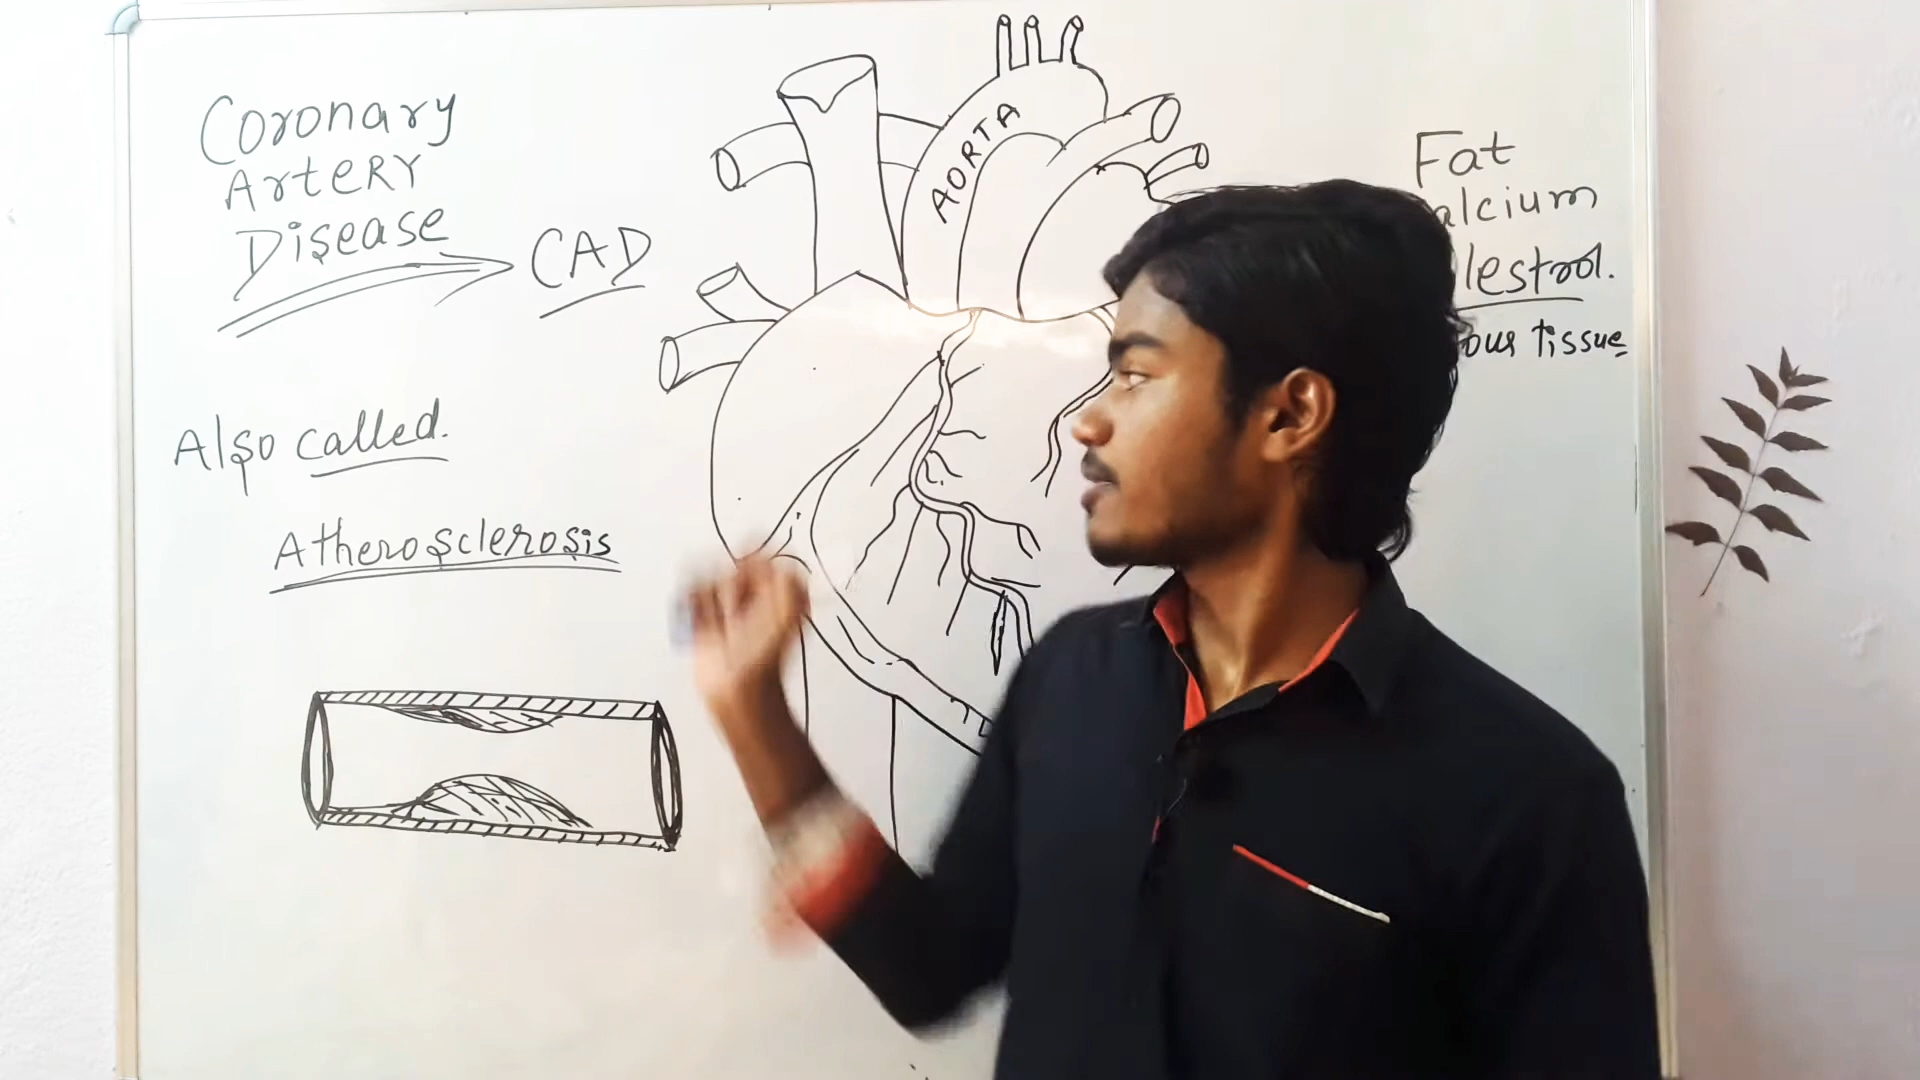 Coronary
ArteRY
Disease
CAD
Also called.
Atherosclerosis
AORTA
Fat
alcium
lestrol.
ous tissue